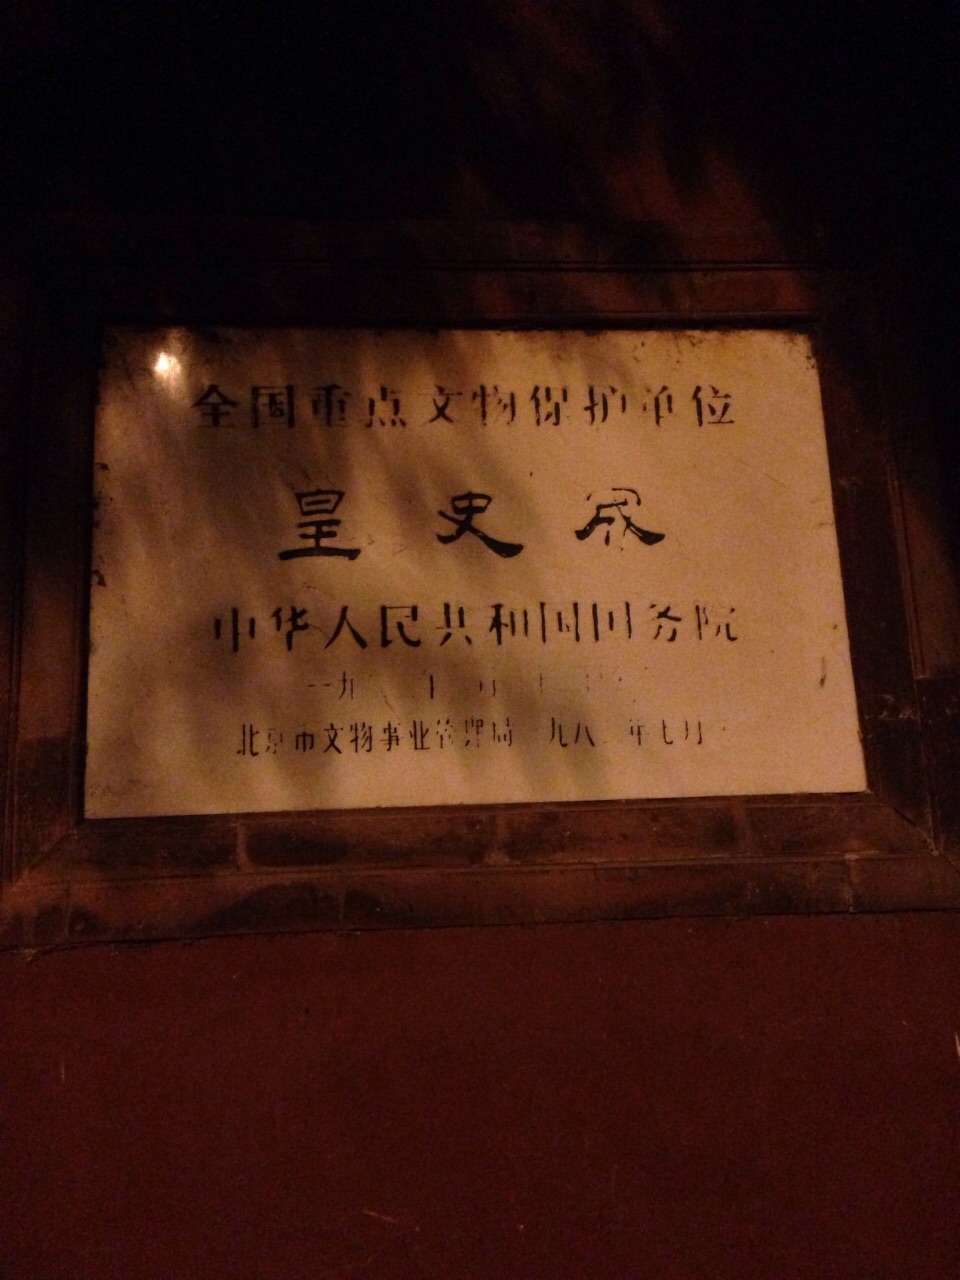 全国重点文物保护单位
皇史宬
中华人民共和国国务院
一九
北京市文物事业管理局 一九八 年七月